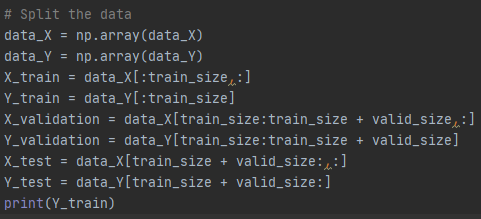 # Split the data
data_X = np.array(data_X)
data_Y = np.array(data_Y)
X_train = data_X[:train_size,:]
Y_train = data_Y[:train_size]
X_validation = data_X[train_size:train_size + valid_size,:]
Y_validation = data_Y[train_size:train_size + valid_size]
X_test = data_X[train_size + valid_size:,:]
Y_test = data_Y[train_size + valid_size:]
print(Y_train)